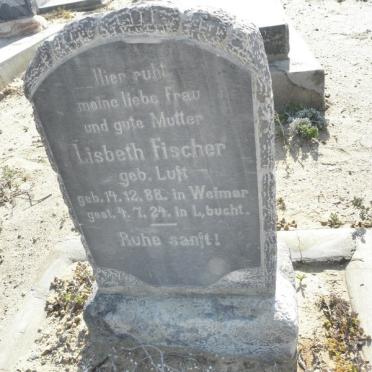 Hier ruht
meine liebe Frau
und gute Mutter
Lisbeth Fischer
geb. Luft
geb. 14. 12. 88. in Weimar
gest. 4. 7. 24. in L, bucht.
Ruhe sanft!